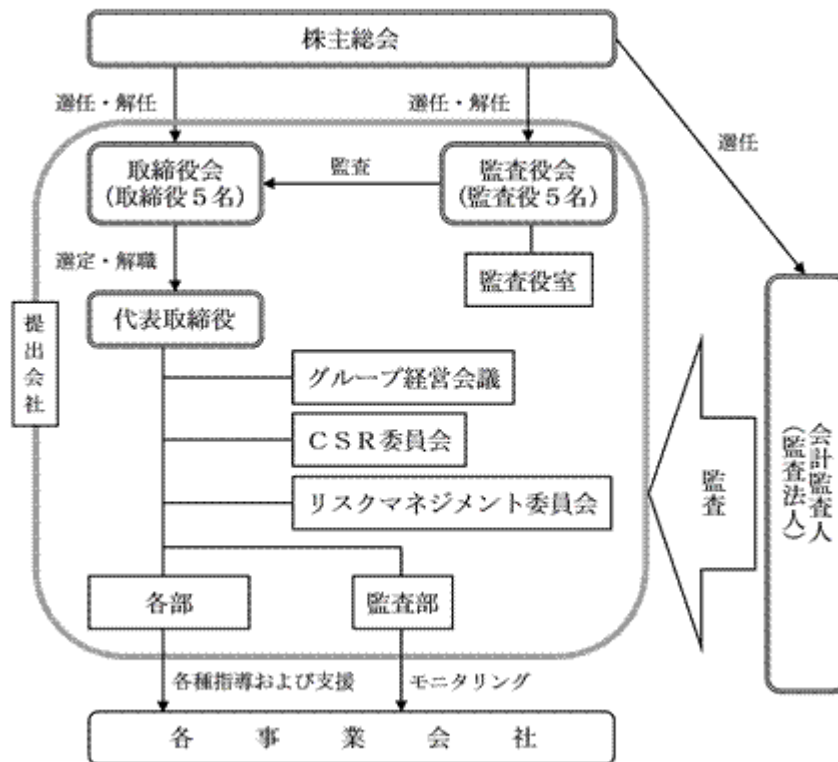 株主総会
選任・解任
選任・解任
選任
取締役会
(取締役５名)
監査
監査役会
(監査役５名)
選定・解職
監査役室
提出会社
代表取締役
グループ経営会議
ＣＳＲ委員会
リスクマネジメント委員会
監査
会計監査人
(監査法人)
各部
監査部
各種指導および支援
モニタリング
各事業会社